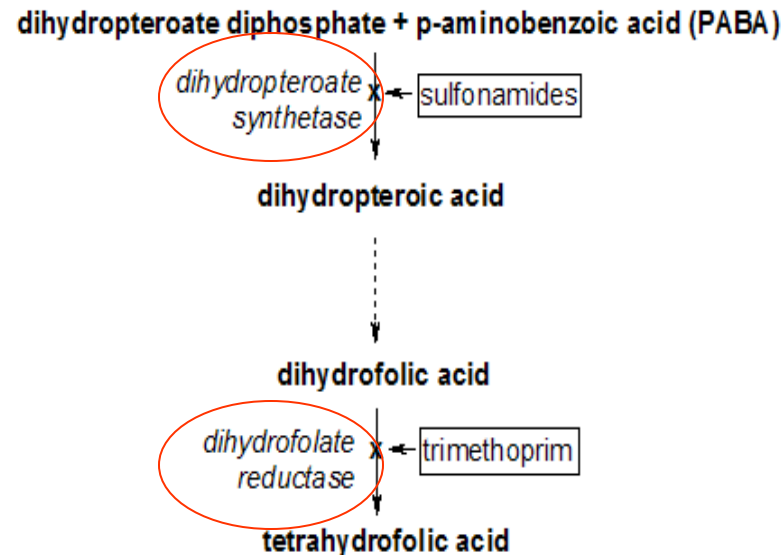 dihydropteroate diphosphate + p-aminobenzoic acid (PABA)
dihydropteroate
synthetase
x
sulfonamides
dihydropteroic acid
dihydrofolic acid
dihydrofolate
reductase
x
trimethoprim
tetrahydrofolic acid